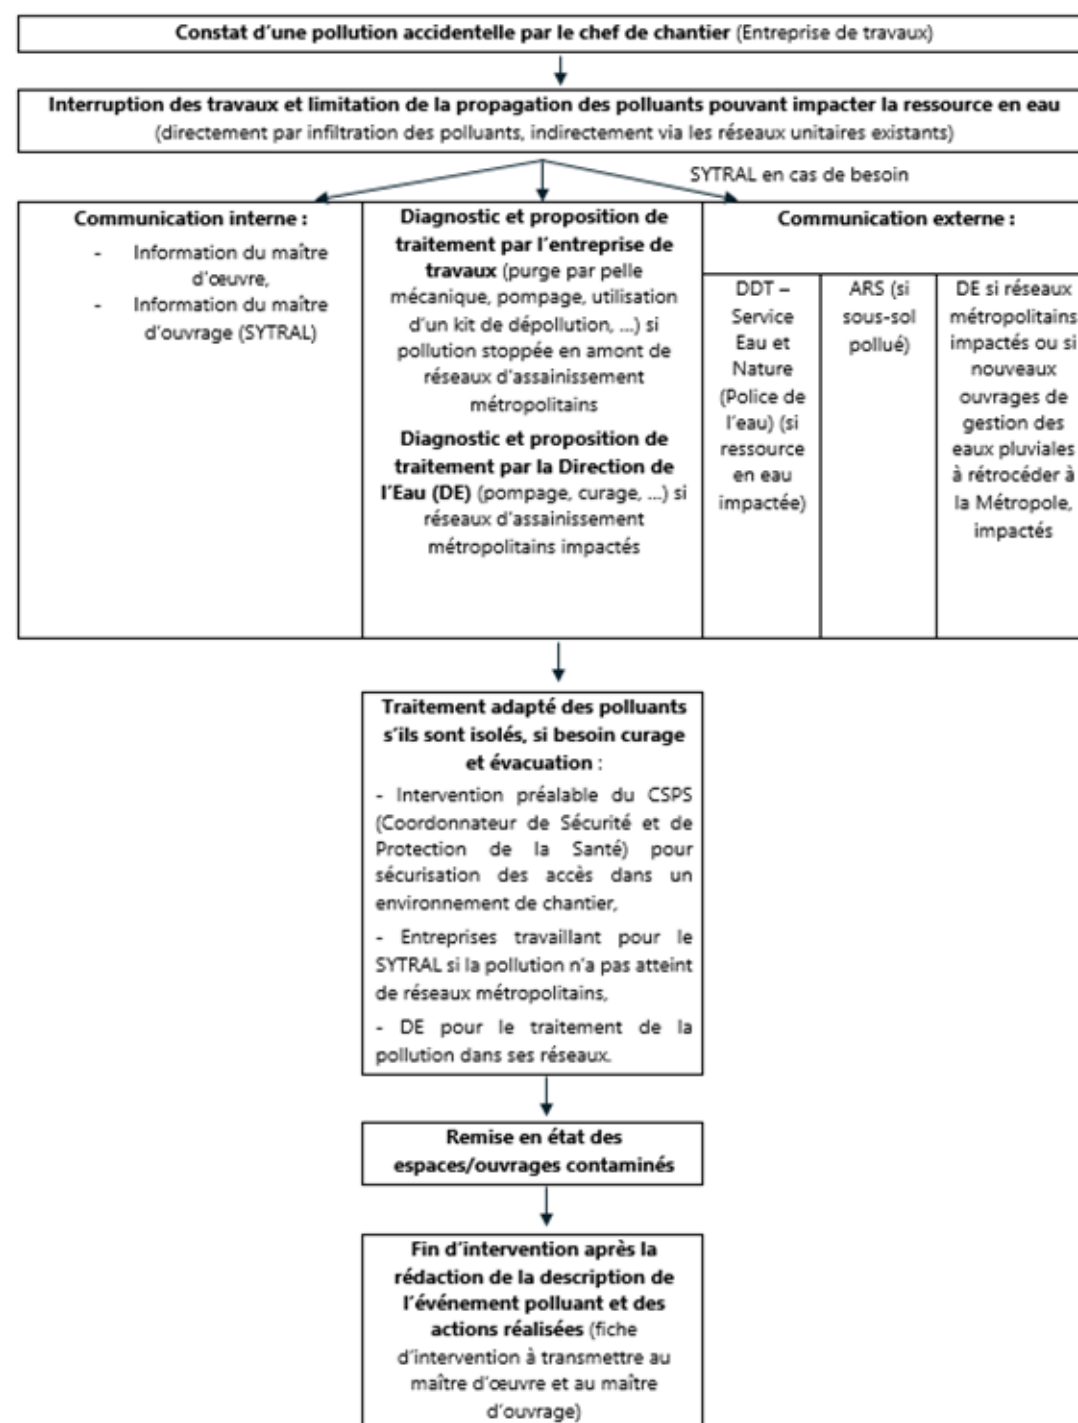 Constat d'une pollution accidentelle par le chef de chantier (Entreprise de travaux)
Interruption des travaux et limitation de la propagation des polluants pouvant impacter la ressource en eau
(directement par infiltration des polluants, indirectement via les réseaux unitaires existants)
SYTRAL en cas de besoin
Communication interne :
- Information du maître
d'œuvre,
- Information du maître
d'ouvrage (SYTRAL)
Diagnostic et proposition de
traitement par l'entreprise de
travaux (purge par pelle
mécanique, pompage, utilisation
d'un kit de dépollution, ...) si
pollution stoppée en amont de
réseaux d'assainissement
métropolitains
Diagnostic et proposition de
traitement par la Direction de
l'Eau (DE) (pompage, curage, ...) si
réseaux d'assainissement
métropolitains impactés
Communication externe :
DDT –
Service
Eau et
Nature
(Police de
l'eau) (si
ressource
en eau
impactée)
ARS (si
sous-sol
pollué)
DE si réseaux
métropolitains
impactés ou si
nouveaux
ouvrages de
gestion des
eaux pluviales
à rétrocéder à
la Métropole,
impactés
Traitement adapté des polluants
s'ils sont isolés, si besoin curage
et évacuation :
- Intervention préalable du CSPS
(Coordonnateur de Sécurité et de
Protection de la Santé) pour
sécurisation des accès dans un
environnement de chantier,
- Entreprises travaillant pour le
SYTRAL si la pollution n'a pas atteint
de réseaux métropolitains,
- DE pour le traitement de la
pollution dans ses réseaux.
Remise en état des
espaces/ouvrages contaminés
Fin d'intervention après la
rédaction de la description de
l'événement polluant et des
actions réalisées (fiche
d'intervention à transmettre au
maître d'œuvre et au maître
d'ouvrage)